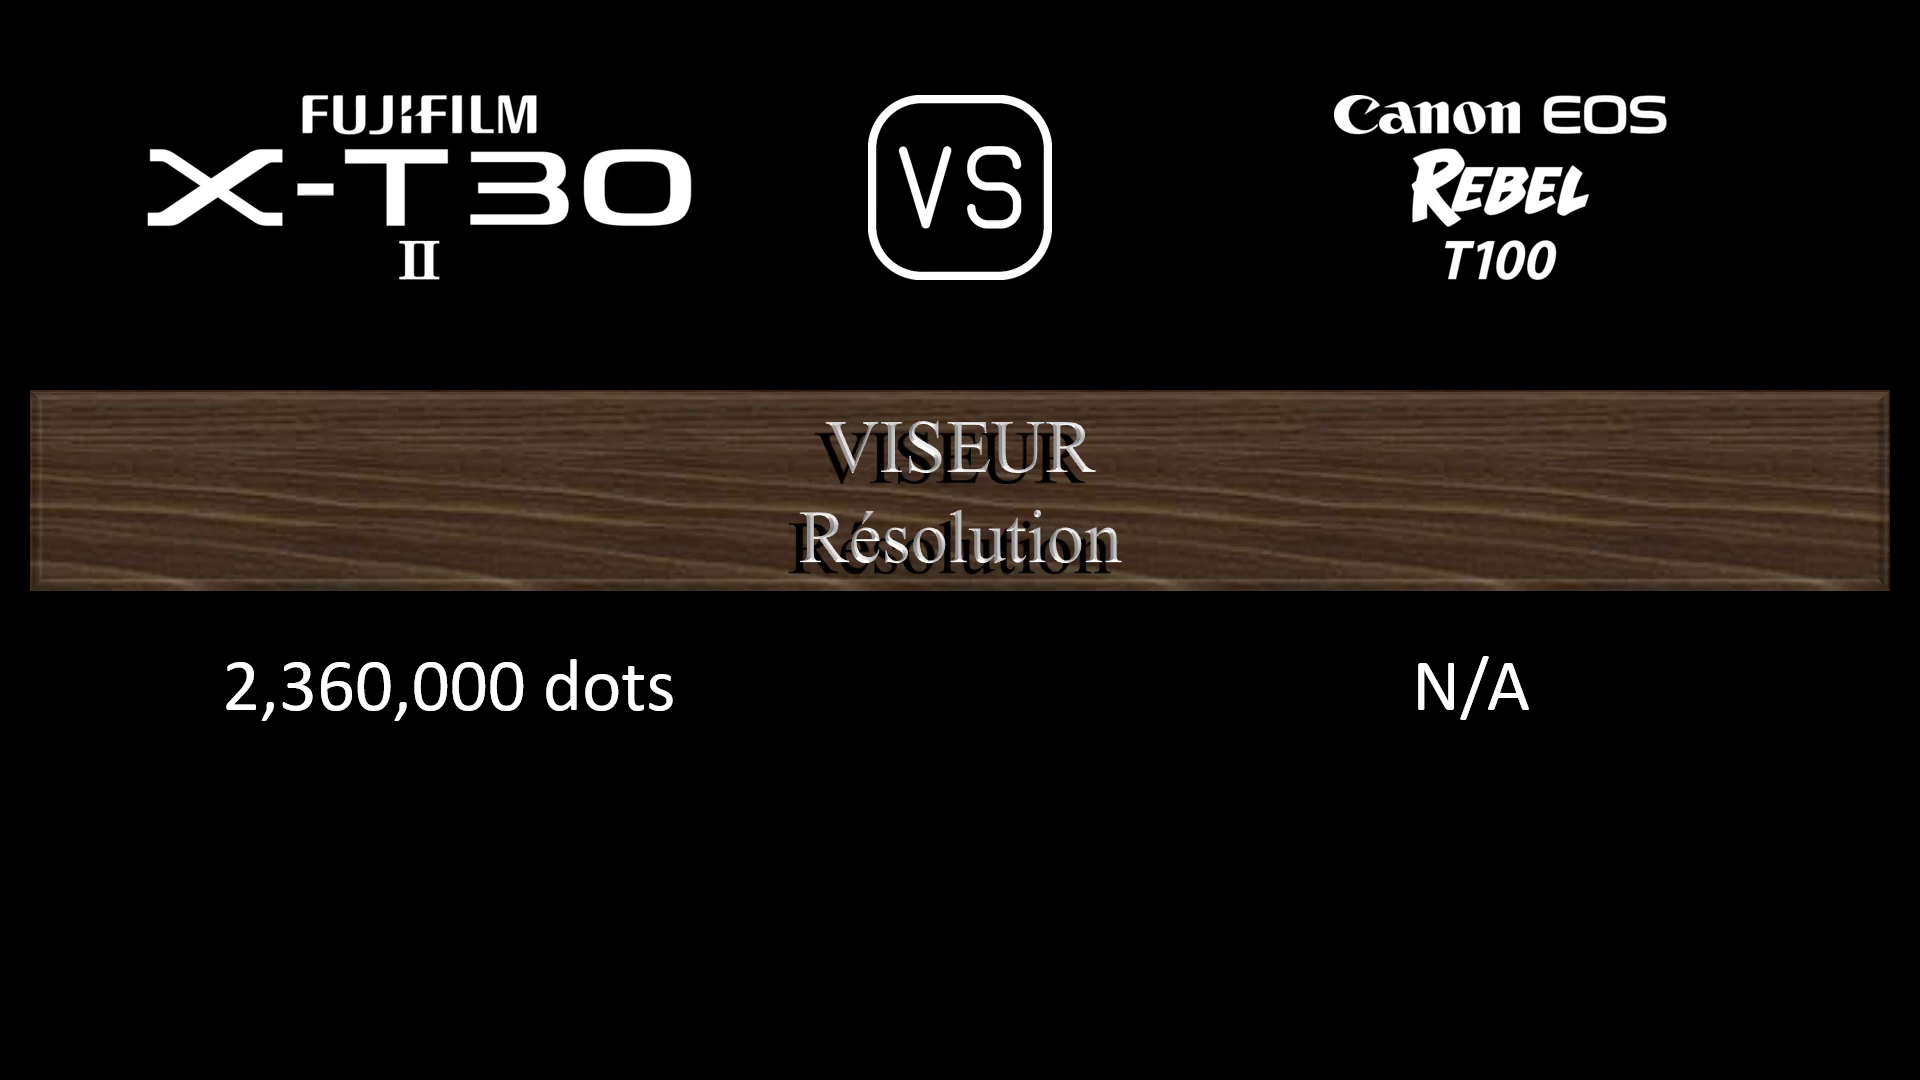 FUJIFILM
X-T30
II
VS
Canon EOS
REBEL
T100
VISEUR
Résolution
2,360,000 dots
N/A